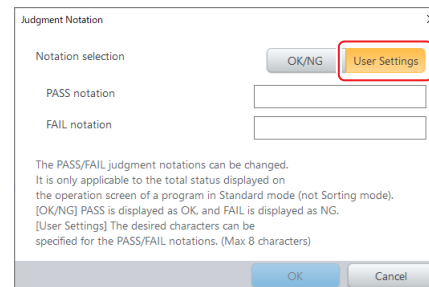 Judgment Notation
Notation selection
OK/NG User Settings
PASS notation
FAIL notation
The PASS/FAIL judgment notations can be changed.
It is only applicable to the total status displayed on
the operation screen of a program in Standard mode (not Sorting mode).
[OK/NG] PASS is displayed as OK, and FAIL is displayed as NG.
[User Settings] The desired characters can be
specified for the PASS/FAIL notations. (Max 8 characters)
OK Cancel